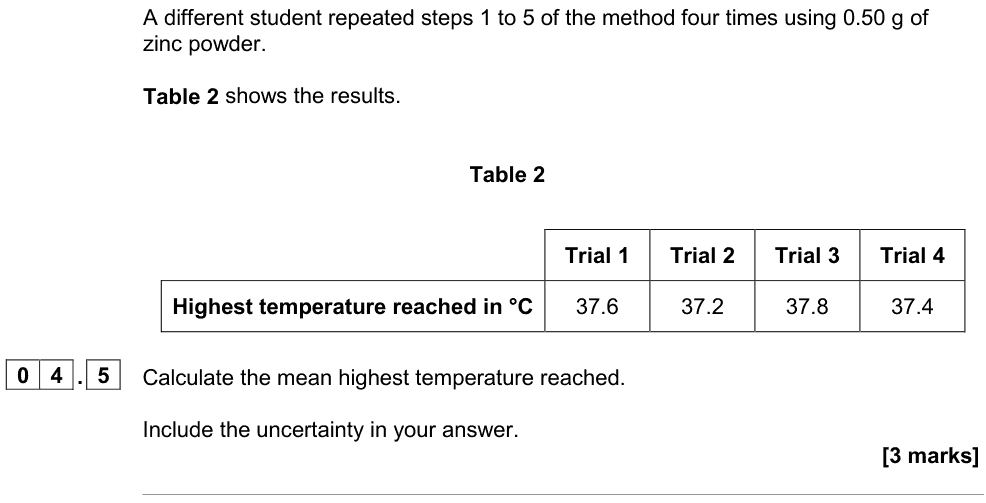 A different student repeated steps 1 to 5 of the method four times using 0.50 g of
zinc powder.
Table 2 shows the results.
Table 2
Trial 1 Trial 2 Trial 3 Trial 4
Highest temperature reached in °C 37.6 37.2 37.8 37.4
0 4 . 5 Calculate the mean highest temperature reached.
Include the uncertainty in your answer.
[3 marks]